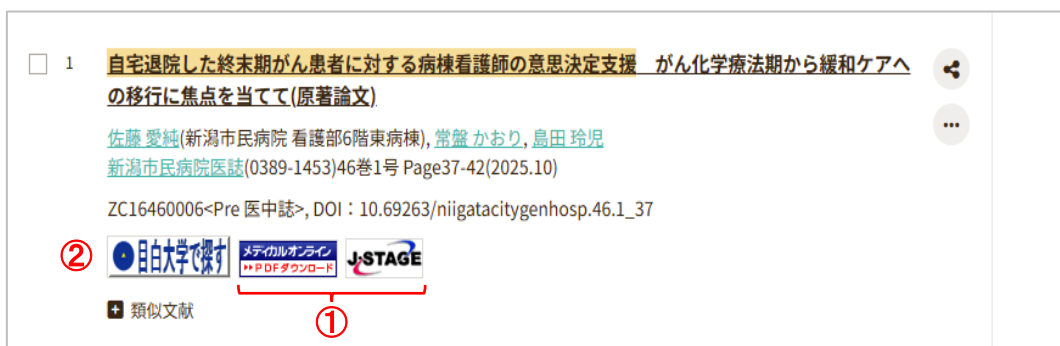 1 自宅退院した終末期がん患者に対する病棟看護師の意思決定支援 がん化学療法期から緩和ケアへ
の移行に焦点を当てて(原著論文)
佐藤 愛純(新潟市民病院 看護部6階東病棟), 常盤 かおり, 島田 玲児
新潟市民病院医誌(0389-1453)46巻1号 Page37-42(2025.10)
ZC16460006<Pre 医中誌>, DOI：10.69263/niigatacitygenhosp.46.1_37
② 目白大学で探す メディカルオンライン J-STAGE
▸▸PDFダウンロード
+ 類似文献
①